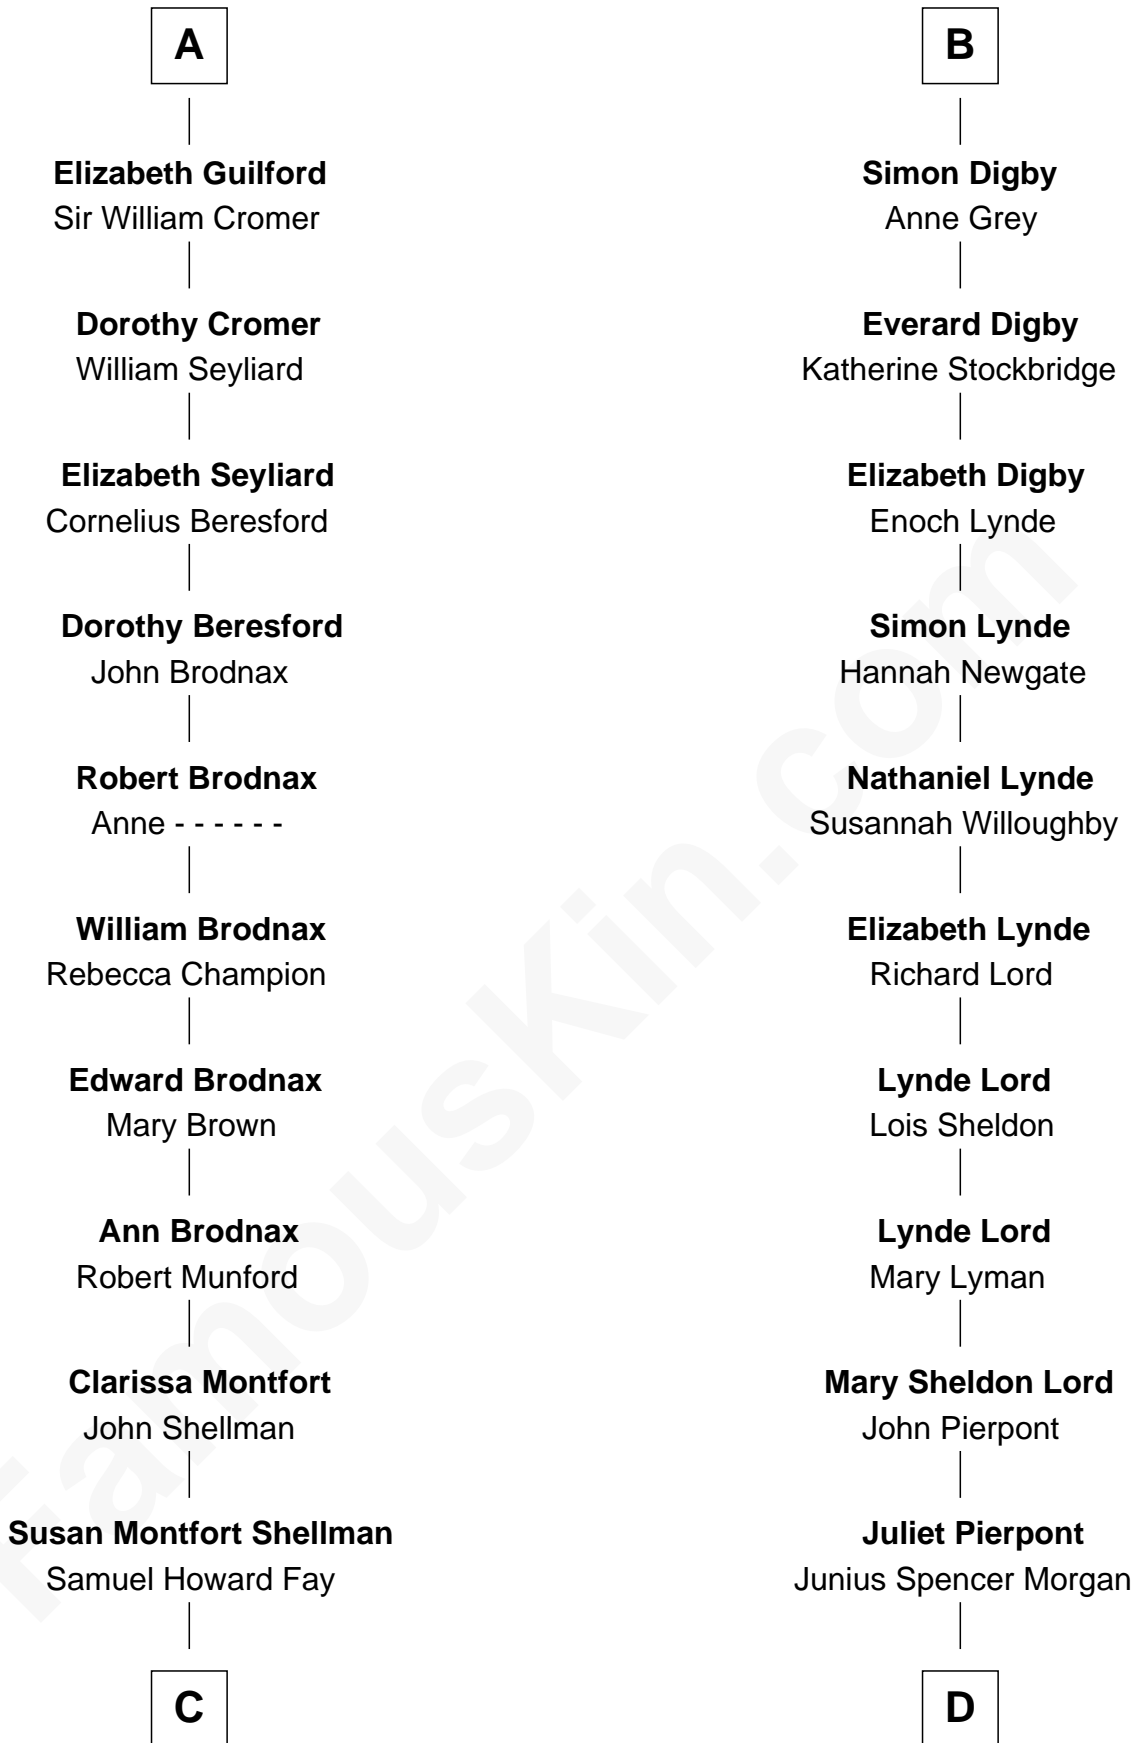 A
Elizabeth Guilford
Sir William Cromer
Dorothy Cromer
William Seyliard
Elizabeth Seyliard
Cornelius Beresford
Dorothy Beresford
John Brodnax
Robert Brodnax
Anne - - - - - -
William Brodnax
Rebecca Champion
Edward Brodnax
Mary Brown
Ann Brodnax
Robert Munford
Clarissa Montfort
John Shellman
Susan Montfort Shellman
Samuel Howard Fay
C
B
Simon Digby
Anne Grey
Everard Digby
Katherine Stockbridge
Elizabeth Digby
Enoch Lynde
Simon Lynde
Hannah Newgate
Nathaniel Lynde
Susannah Willoughby
Elizabeth Lynde
Richard Lord
Lynde Lord
Lois Sheldon
Lynde Lord
Mary Lyman
Mary Sheldon Lord
John Pierpont
Juliet Pierpont
Junius Spencer Morgan
D
famouskin.com